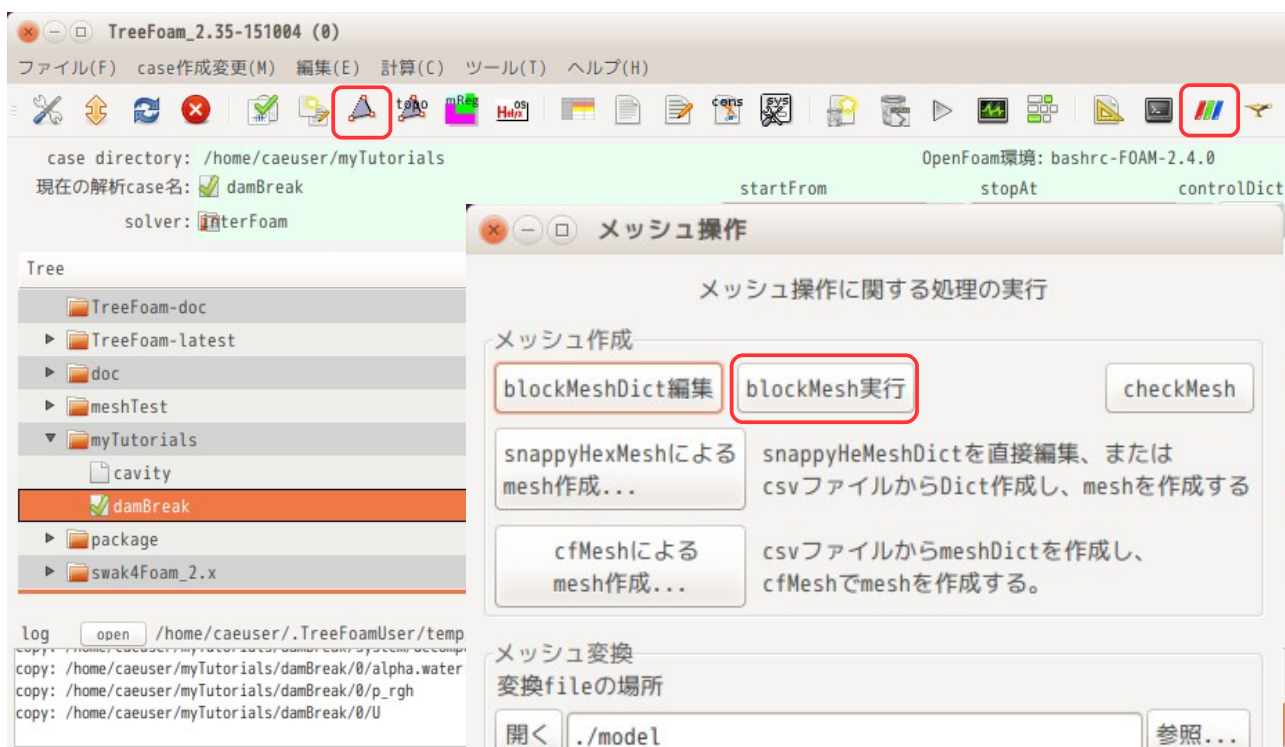 TreeFoam_2.35-151004 (0)
ファイル(F) case作成変更(M) 編集(E) 計算(C) ツール(T) ヘルプ(H)
topo mReg Helyx OS cons sys
case directory: /home/caeuser/myTutorials OpenFoam環境: bashrc-FOAM-2.4.0
現在の解析case名: damBreak startFrom stopAt controlDict
solver: interFoam
メッシュ操作
Tree
メッシュ操作に関する処理の実行
TreeFoam-doc
TreeFoam-latest
doc
meshTest
myTutorials
cavity
damBreak
package
swak4Foam_2.x
メッシュ作成
blockMeshDict編集 blockMesh実行 checkMesh
snappyHexMeshによる
mesh作成...
snappyHeMeshDictを直接編集、または
csvファイルからDict作成し、meshを作成する
cfMeshによる
mesh作成...
csvファイルからmeshDictを作成し、
cfMeshでmeshを作成する。
log open /home/caeuser/.TreeFoamUser/temp
copy: /home/caeuser/myTutorials/damBreak/0/alpha.water
copy: /home/caeuser/myTutorials/damBreak/0/p_rgh
copy: /home/caeuser/myTutorials/damBreak/0/U
メッシュ変換
変換fileの場所
開く ./model 参照...